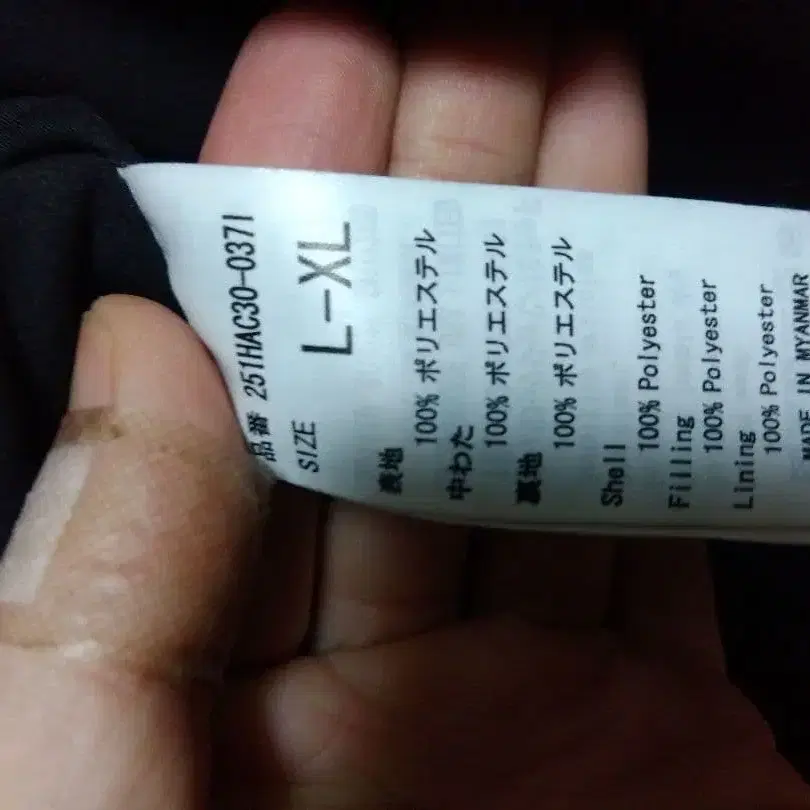 品番 251HAC30-0371
SIZE L-XL
表地
100% ポリエステル
中わた
100% ポリエステル
裏地
100% ポリエステル
Shell
100% Polyester
Filling
100% Polyester
Lining
100% Polyester
MADE IN MYANMAR